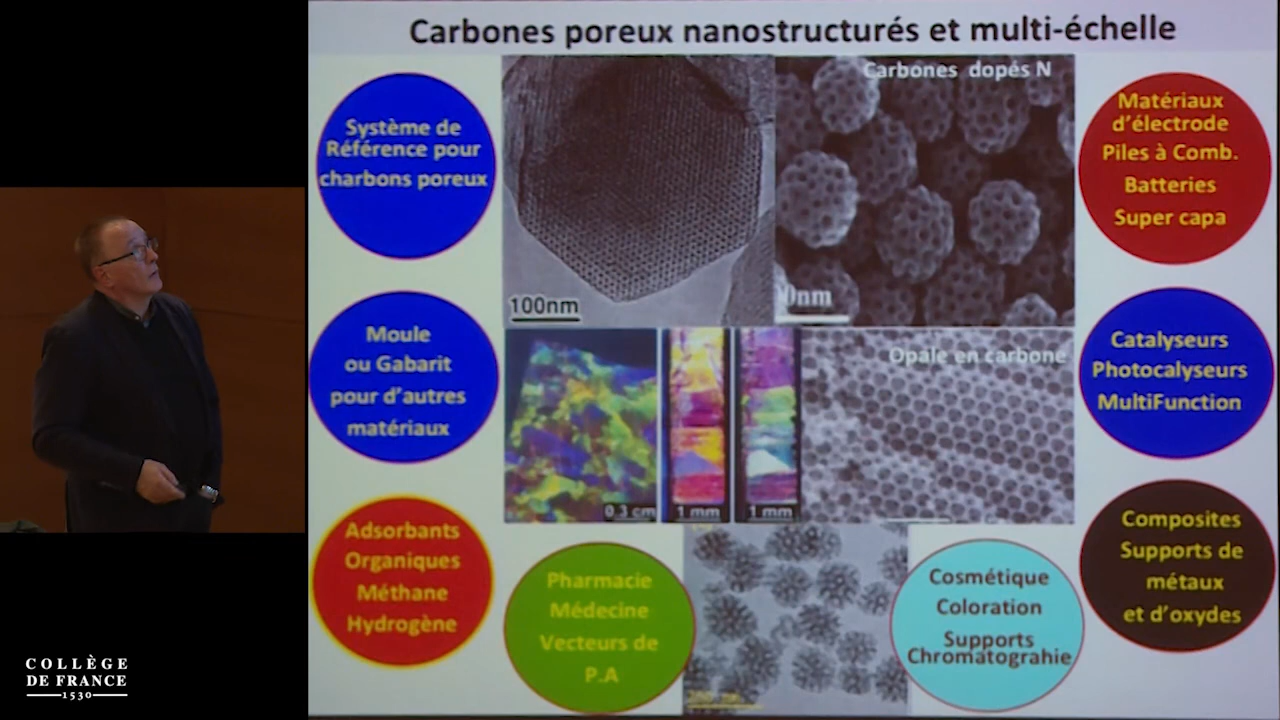 Carbones poreux nanostructurés et multi-échelle
Système de
Référence pour
charbons poreux
Carbones dopés N
100nm
0nm
Matériaux
d'électrode
Piles à Comb.
Batteries
Super capa
Moule
ou Gabarit
pour d'autres
matériaux
Opale en carbone
0.3 cm
1 mm
1 mm
Catalyseurs
Photocalyseurs
MultiFunction
Adsorbants
Organiques
Méthane
Hydrogène
Pharmacie
Médecine
Vecteurs de
P.A
Cosmétique
Coloration
Supports
Chromatograhie
Composites
Supports de
métaux
et d'oxydes
COLLÈGE
DE FRANCE
1530